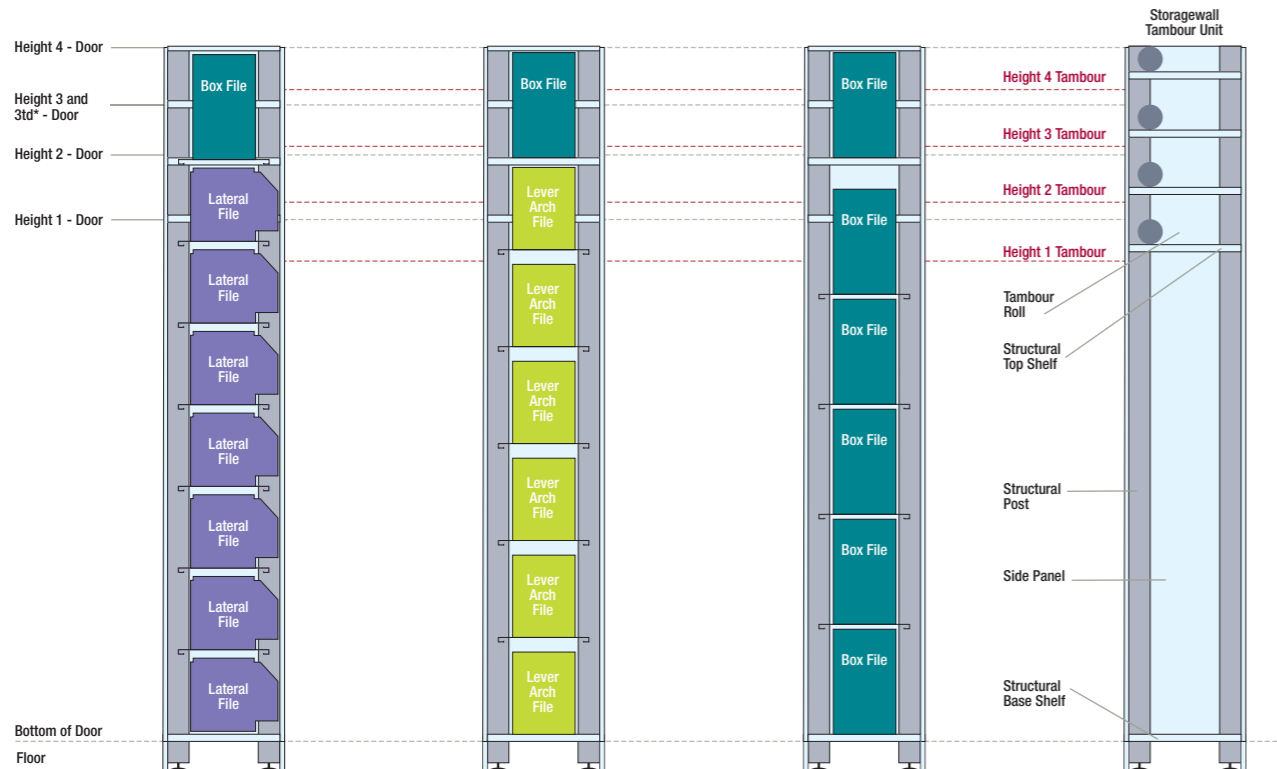 Height 4 - Door
Height 3 and
3td* - Door
Height 2 - Door
Height 1 - Door
Bottom of Door
Floor
Box File
Lateral
File
Lateral
File
Lateral
File
Lateral
File
Lateral
File
Lateral
File
Lateral
File
Box File
Lever
Arch
File
Lever
Arch
File
Lever
Arch
File
Lever
Arch
File
Lever
Arch
File
Lever
Arch
File
Box File
Box File
Box File
Box File
Box File
Box File
Height 4 Tambour
Height 3 Tambour
Height 2 Tambour
Height 1 Tambour
Tambour
Roll
Structural
Top Shelf
Structural
Post
Side Panel
Structural
Base Shelf
Storagewall
Tambour Unit